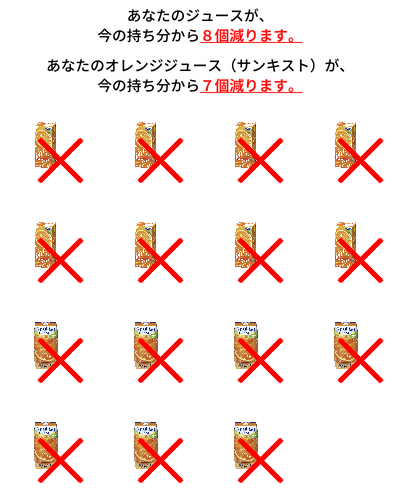 あなたのジュースが、
今の持ち分から８個減ります。
あなたのオレンジジュース（サンキスト）が、
今の持ち分から７個減ります。